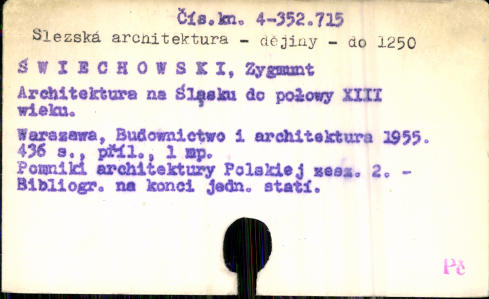 Čís.kn. 4-352.715
Slezská architektura - dějiny - do 1250
ŚWIECHOWSKI, Zygmunt
Architektura na Śląsku do połowy XIII
wieku.
Warszawa, Budownictwo i architektura 1955.
436 s., příl., 1 mp.
Pomniki architektury Polskiej zesz. 2. -
Bibliogr. na konci jedn. statí.
Pč